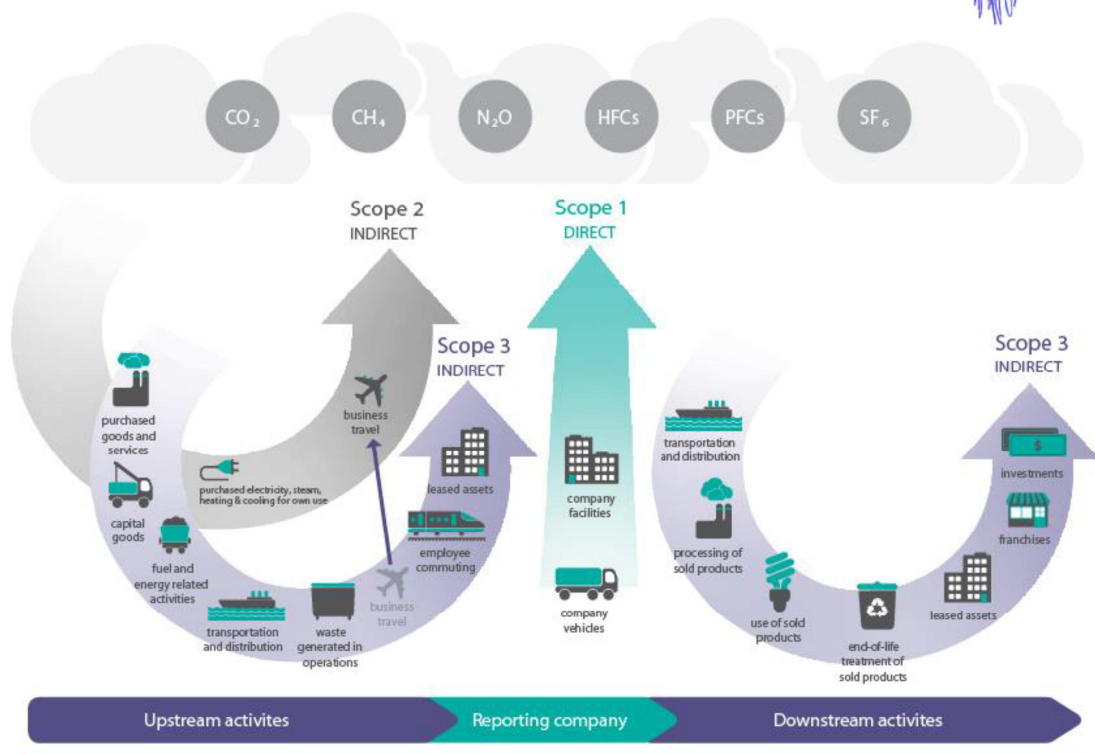 CO₂
CH₄
N₂O
HFCs
PFCs
SF₆
Scope 2
INDIRECT
Scope 1
DIRECT
Scope 3
INDIRECT
Scope 3
INDIRECT
purchased
goods and
services
business
travel
purchased electricity, steam,
heating & cooling for own use
capital
goods
fuel and
energy related
activities
transportation
and distribution
waste
generated in
operations
business
travel
employee
commuting
leased assets
company
facilities
company
vehicles
transportation
and distribution
processing of
sold products
use of sold
products
end-of-life
treatment of
sold products
leased assets
franchises
$
investments
Upstream activites
Reporting company
Downstream activites